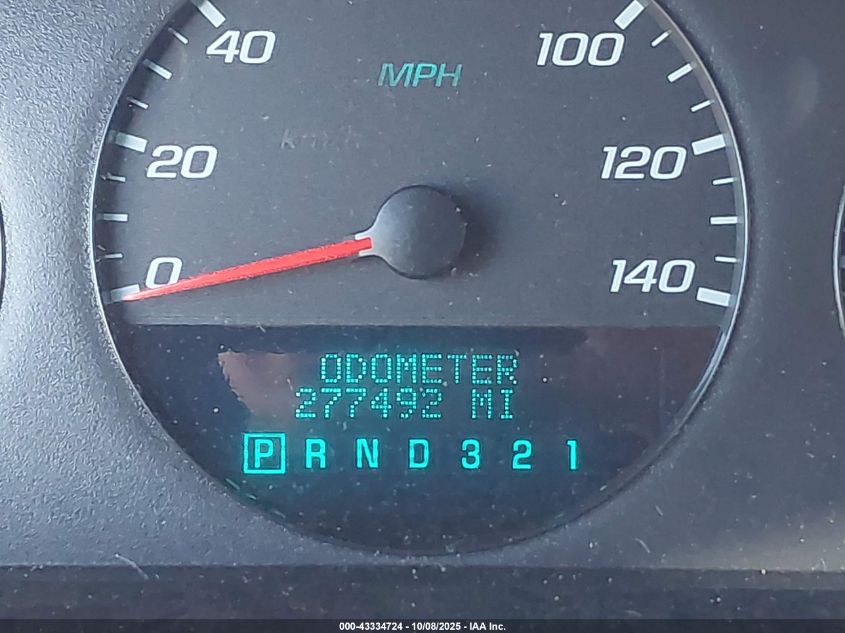 40 100
MPH
km/h
20 120
0 140
ODOMETER
277492 MI
P R N D 3 2 1
000-43334724 - 10/08/2025 - IAA Inc.